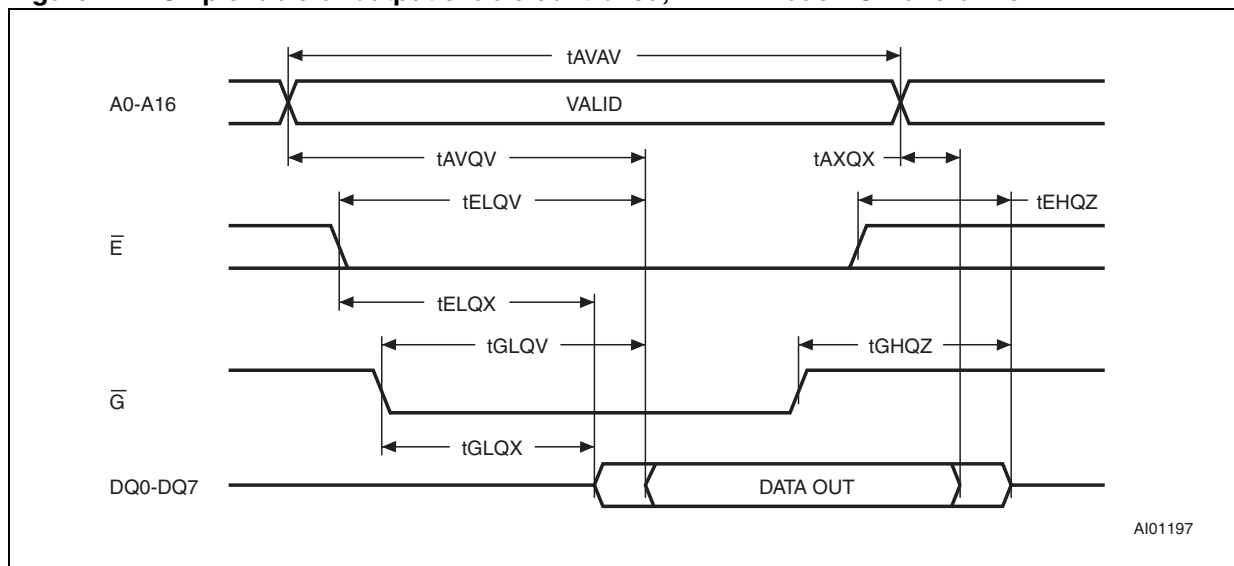 tAVAV
A0-A16
VALID
tAVQV
tAXQX
tELQV
tEHQZ
E̅
tELQX
tGLQV
tGHQZ
G̅
tGLQX
DQ0-DQ7
DATA OUT
AI01197